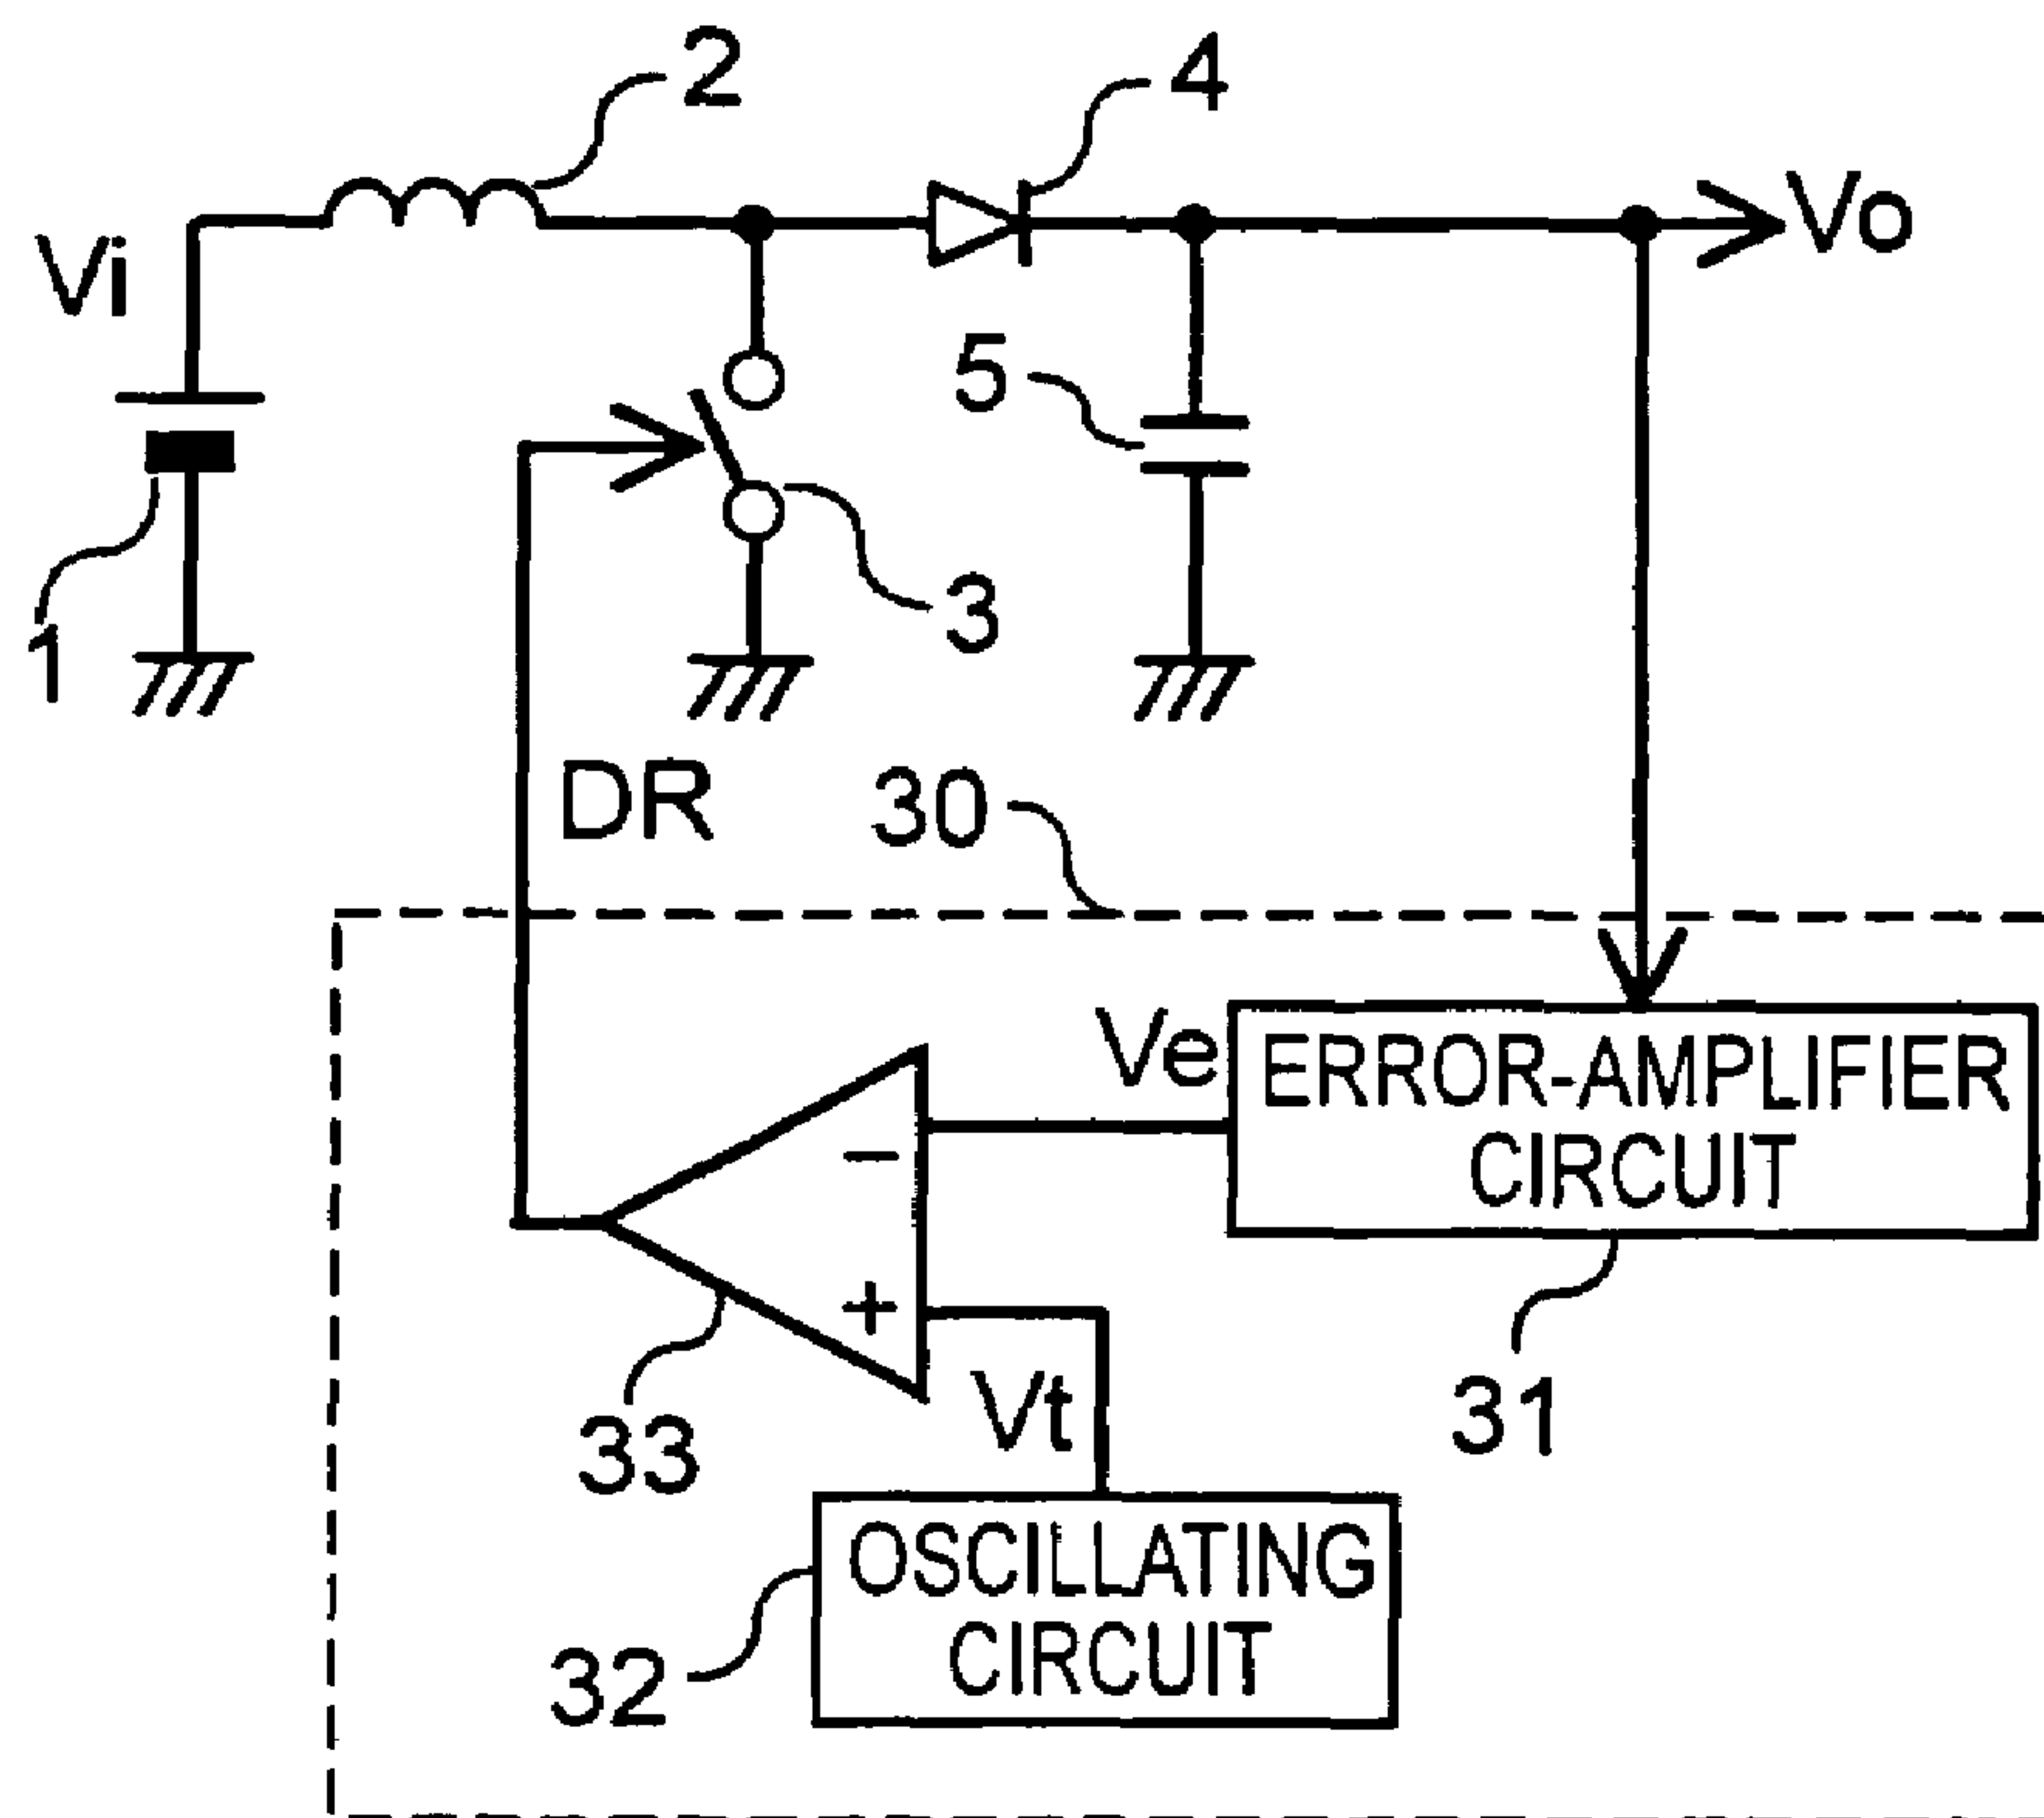 2
4
Vi
Vo
5
3
1
DR
30
Ve
ERROR-AMPLIFIER
CIRCUIT
−
+
Vt
33
31
OSCILLATING
CIRCUIT
32